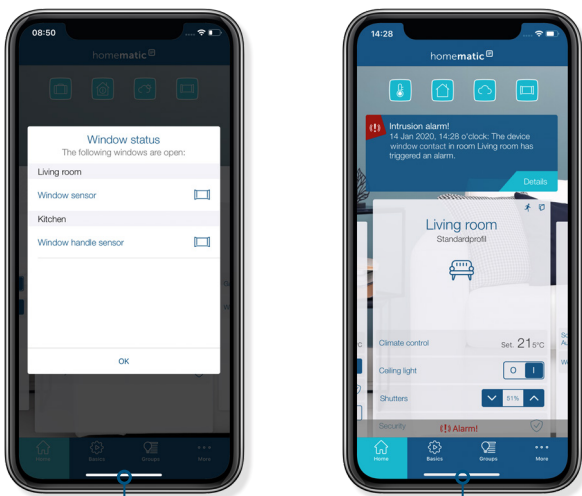 08:50
homematic IP
Window status
The following windows are open:
Living room
Window sensor
Kitchen
Window handle sensor
OK
Home
Basics
Groups
More
14:28
homematic IP
Intrusion alarm!
14 Jan 2020, 14:28 o'clock: The device
window contact in room Living room has
triggered an alarm.
Details
Living room
Standardprofil
Climate control
Set. 21 5°C
Ceiling light
O I
Shutters
51%
Security
Alarm!
Home
Basics
Groups
More